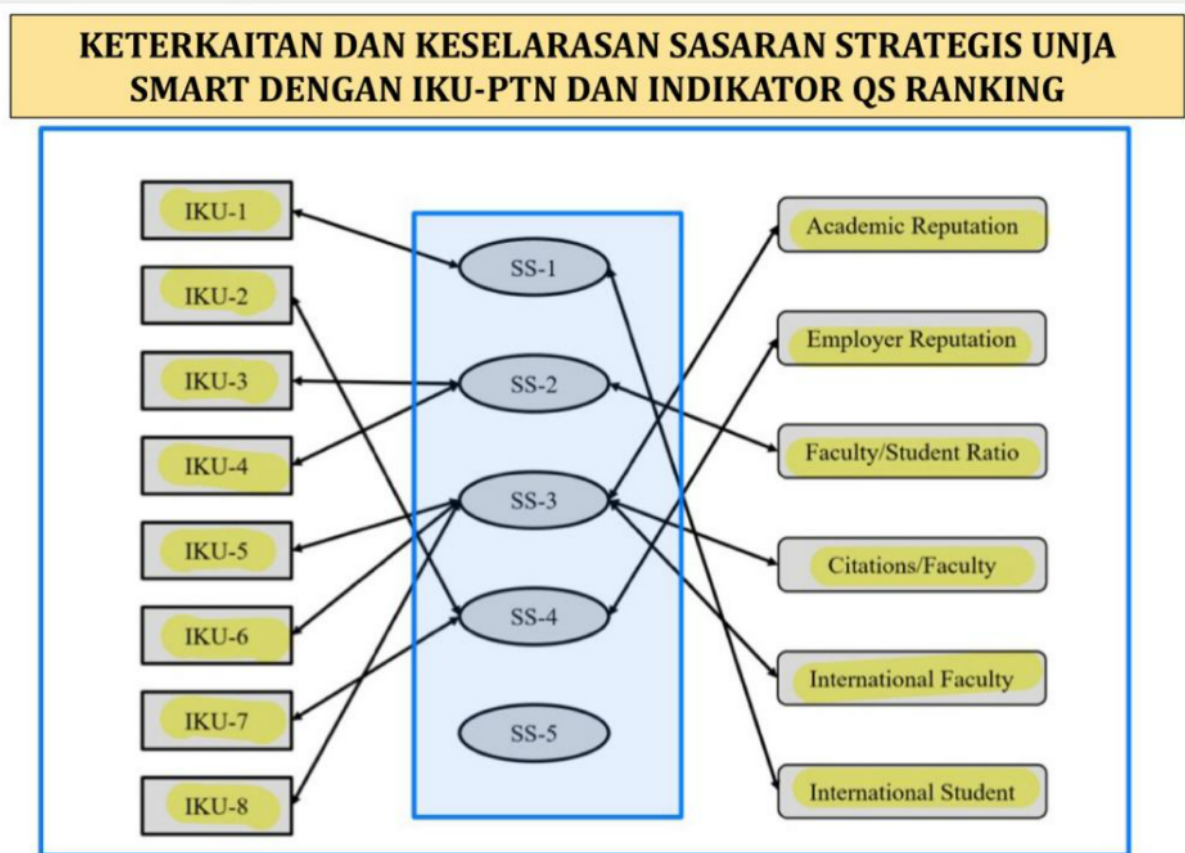 KETERKAITAN DAN KESELARASAN SASARAN STRATEGIS UNJA
SMART DENGAN IKU-PTN DAN INDIKATOR QS RANKING
IKU-1
IKU-2
IKU-3
IKU-4
IKU-5
IKU-6
IKU-7
IKU-8
SS-1
SS-2
SS-3
SS-4
SS-5
Academic Reputation
Employer Reputation
Faculty/Student Ratio
Citations/Faculty
International Faculty
International Student